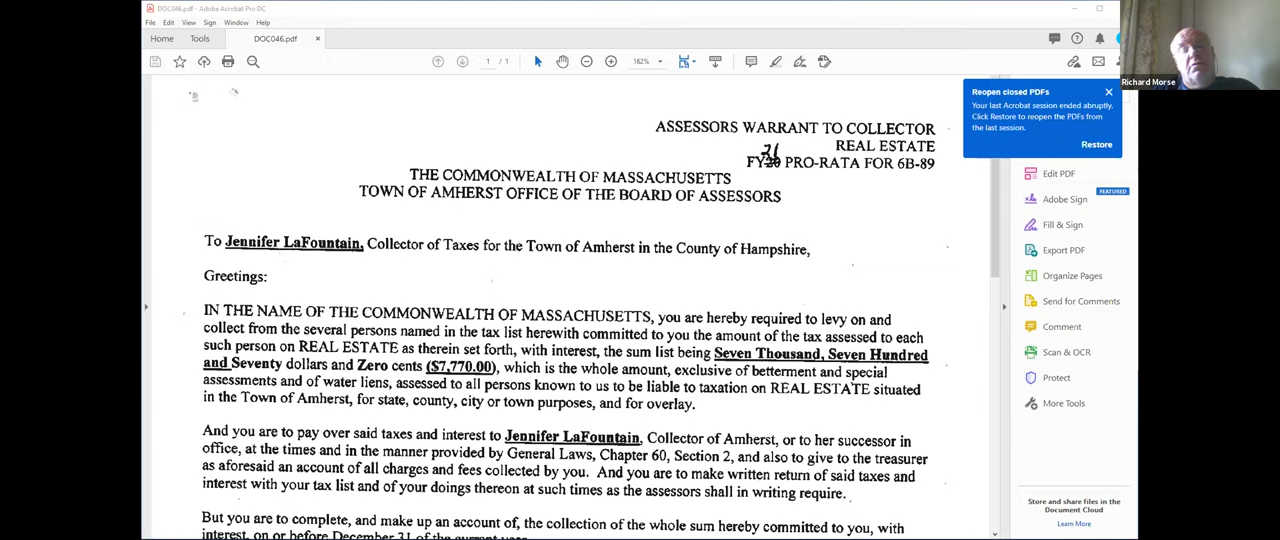 DOC046.pdf - Adobe Acrobat Pro DC
File Edit View Sign Window Help
Home Tools DOC046.pdf ×
1 / 1 162%
Richard Morse
Reopen closed PDFs
Your last Acrobat session ended abruptly.
Click Restore to reopen the PDFs from
the last session.
Restore
ASSESSORS WARRANT TO COLLECTOR
REAL ESTATE
21
FY20 PRO-RATA FOR 6B-89
THE COMMONWEALTH OF MASSACHUSETTS
TOWN OF AMHERST OFFICE OF THE BOARD OF ASSESSORS
To Jennifer LaFountain, Collector of Taxes for the Town of Amherst in the County of Hampshire,
Greetings:
IN THE NAME OF THE COMMONWEALTH OF MASSACHUSETTS, you are hereby required to levy on and
collect from the several persons named in the tax list herewith committed to you the amount of the tax assessed to each
such person on REAL ESTATE as therein set forth, with interest, the sum list being Seven Thousand, Seven Hundred
and Seventy dollars and Zero cents ($7,770.00), which is the whole amount, exclusive of betterment and special
assessments and of water liens, assessed to all persons known to us to be liable to taxation on REAL ESTATE situated
in the Town of Amherst, for state, county, city or town purposes, and for overlay.
And you are to pay over said taxes and interest to Jennifer LaFountain, Collector of Amherst, or to her successor in
office, at the times and in the manner provided by General Laws, Chapter 60, Section 2, and also to give to the treasurer
as aforesaid an account of all charges and fees collected by you. And you are to make written return of said taxes and
interest with your tax list and of your doings thereon at such times as the assessors shall in writing require.
But you are to complete, and make up an account of, the collection of the whole sum hereby committed to you, with
interest, on or before December 31 of the current year
Edit PDF
Adobe Sign FEATURED
Fill & Sign
Export PDF
Organize Pages
Send for Comments
Comment
Scan & OCR
Protect
More Tools
Store and share files in the
Document Cloud
Learn More